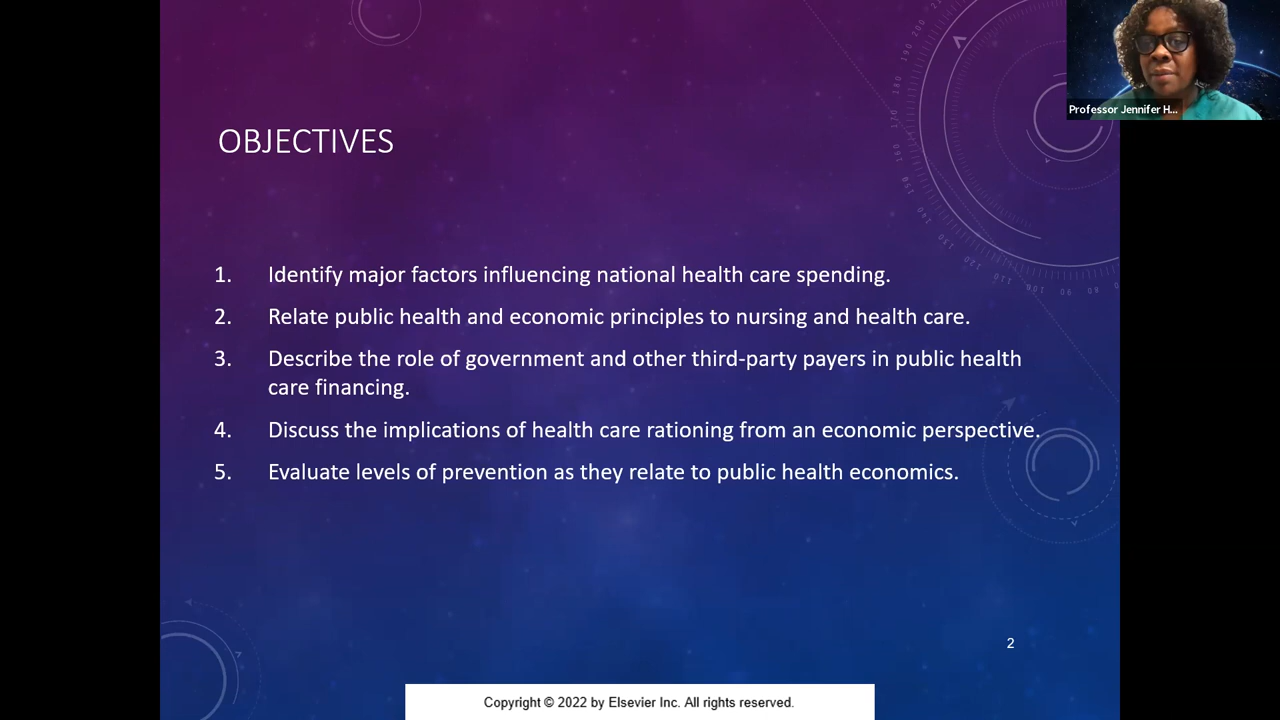 Professor Jennifer H...
OBJECTIVES
1. Identify major factors influencing national health care spending.
2. Relate public health and economic principles to nursing and health care.
3. Describe the role of government and other third-party payers in public health
care financing.
4. Discuss the implications of health care rationing from an economic perspective.
5. Evaluate levels of prevention as they relate to public health economics.
2
Copyright © 2022 by Elsevier Inc. All rights reserved.